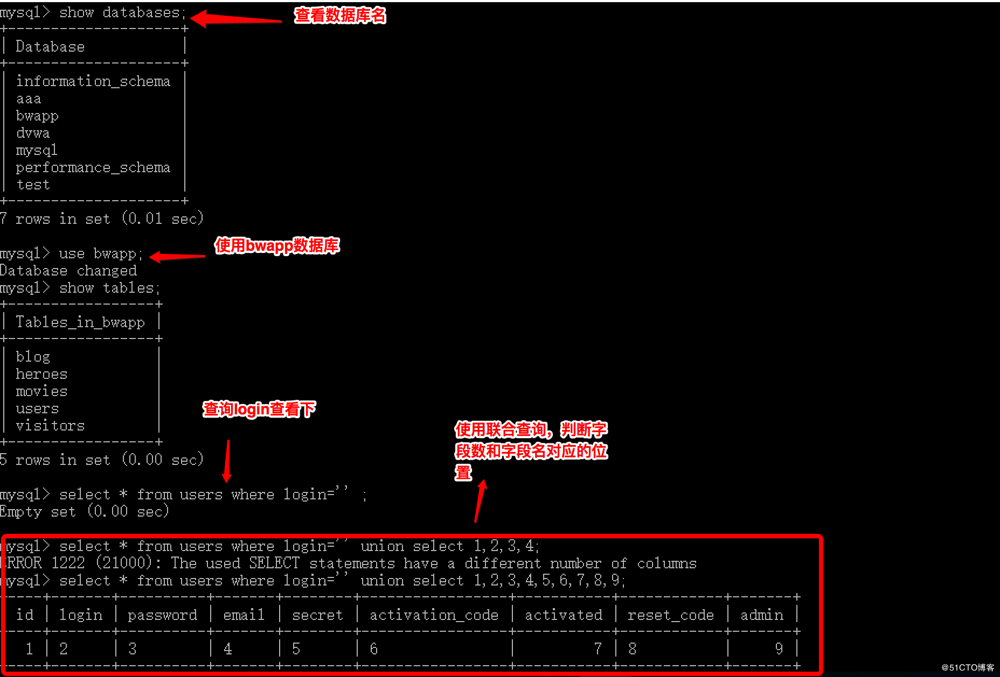 mysql> show databases;
查看数据库名
+--------------------+
| Database |
+--------------------+
| information_schema |
| aaa |
| bwapp |
| dvwa |
| mysql |
| performance_schema |
| test |
+--------------------+
7 rows in set (0.01 sec)
使用bwapp数据库
mysql> use bwapp;
Database changed
mysql> show tables;
+-----------------+
| Tables_in_bwapp |
+-----------------+
| blog |
| heroes |
| movies |
| users |
| visitors |
+-----------------+
5 rows in set (0.00 sec)
查询login查看下
使用联合查询，判断字
段数和字段名对应的位
置
mysql> select * from users where login='' ;
Empty set (0.00 sec)
mysql> select * from users where login='' union select 1,2,3,4;
ERROR 1222 (21000): The used SELECT statements have a different number of columns
mysql> select * from users where login='' union select 1,2,3,4,5,6,7,8,9;
-----+-------+----------+-------+--------+-----------------+-----------+------------+-------+
id | login | password | email | secret | activation_code | activated | reset_code | admin |
-----+-------+----------+-------+--------+-----------------+-----------+------------+-------+
1 | 2 | 3 | 4 | 5 | 6 | 7 | 8 | 9 |
-----+-------+----------+-------+--------+-----------------+-----------+------------+-------+
@51CTO博客